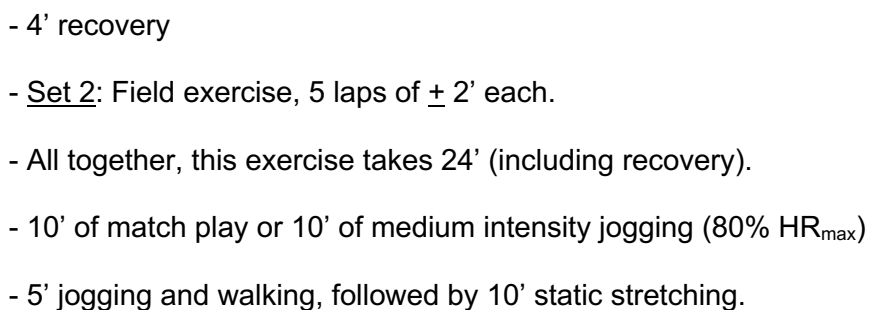 - 4’ recovery
- Set 2: Field exercise, 5 laps of ± 2’ each.
- All together, this exercise takes 24’ (including recovery).
- 10’ of match play or 10’ of medium intensity jogging (80% HRmax)
- 5’ jogging and walking, followed by 10’ static stretching.